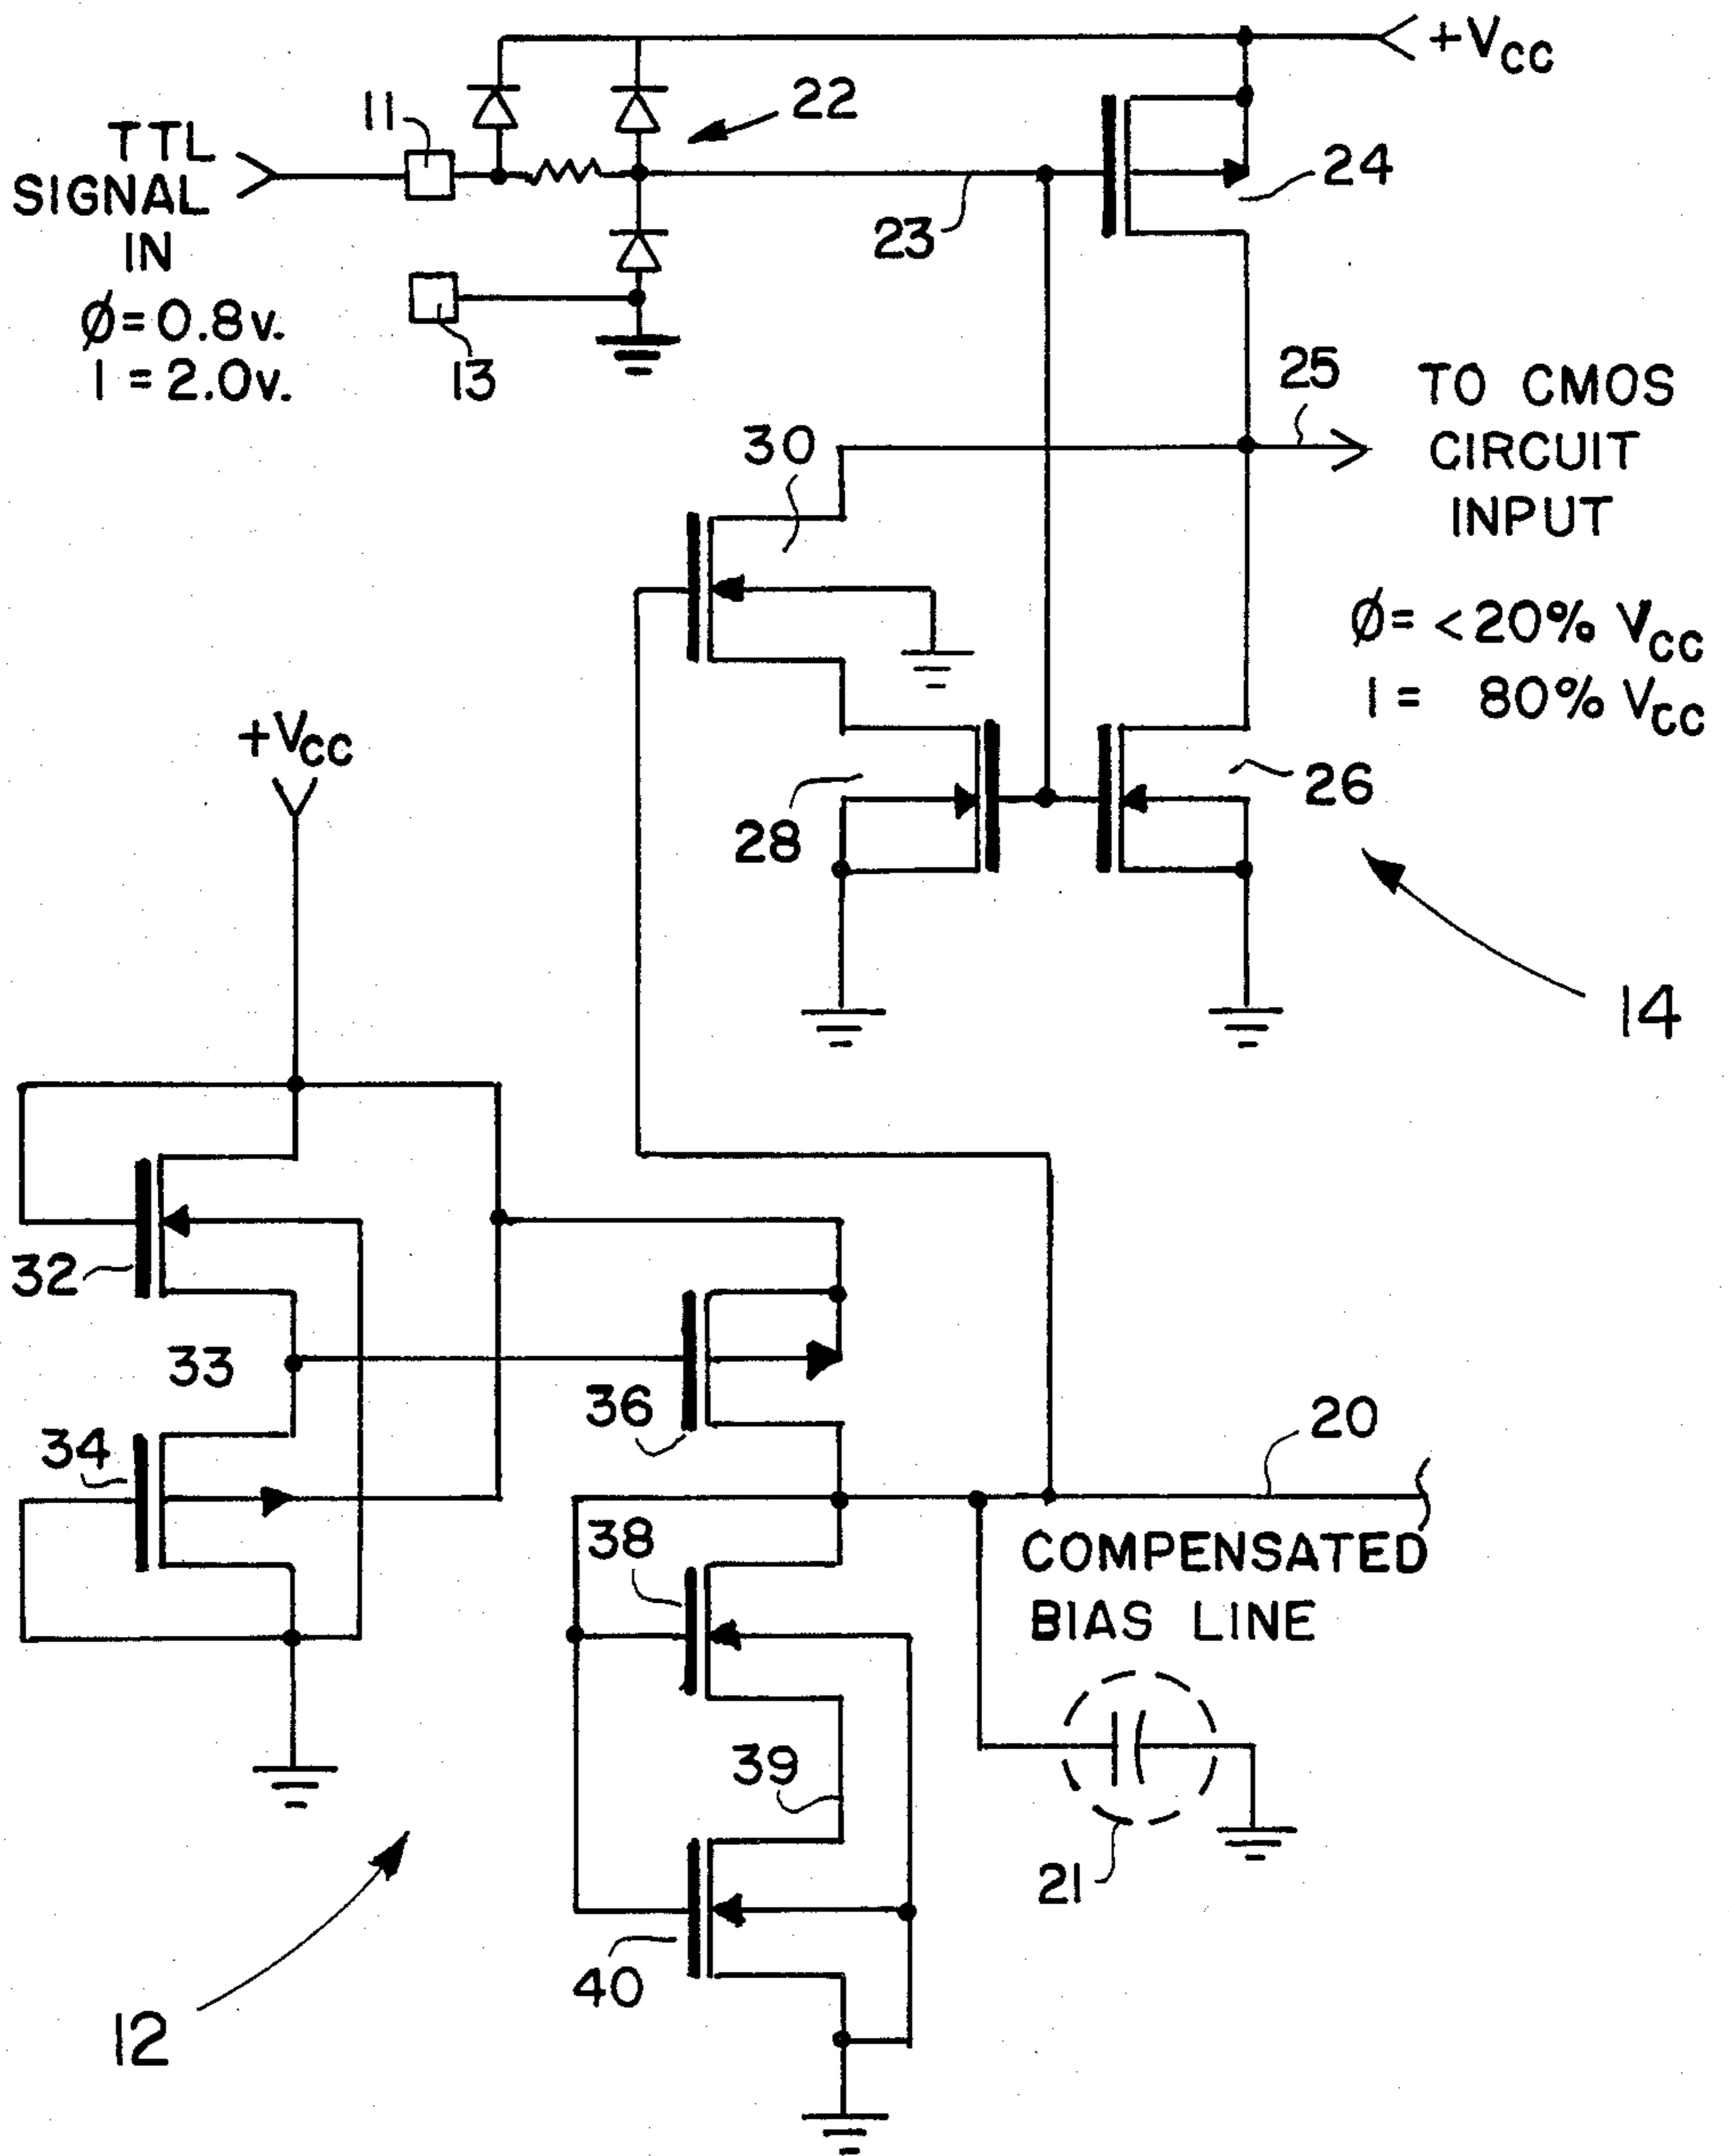 +VCC
11
22
TTL
SIGNAL
IN
ϕ=0.8v.
1 = 2.0v.
24
23
13
25
TO CMOS
CIRCUIT
INPUT
ϕ= <20% VCC
1 = 80% VCC
30
+VCC
28
26
14
32
33
36
34
20
38
COMPENSATED
BIAS LINE
39
21
40
12